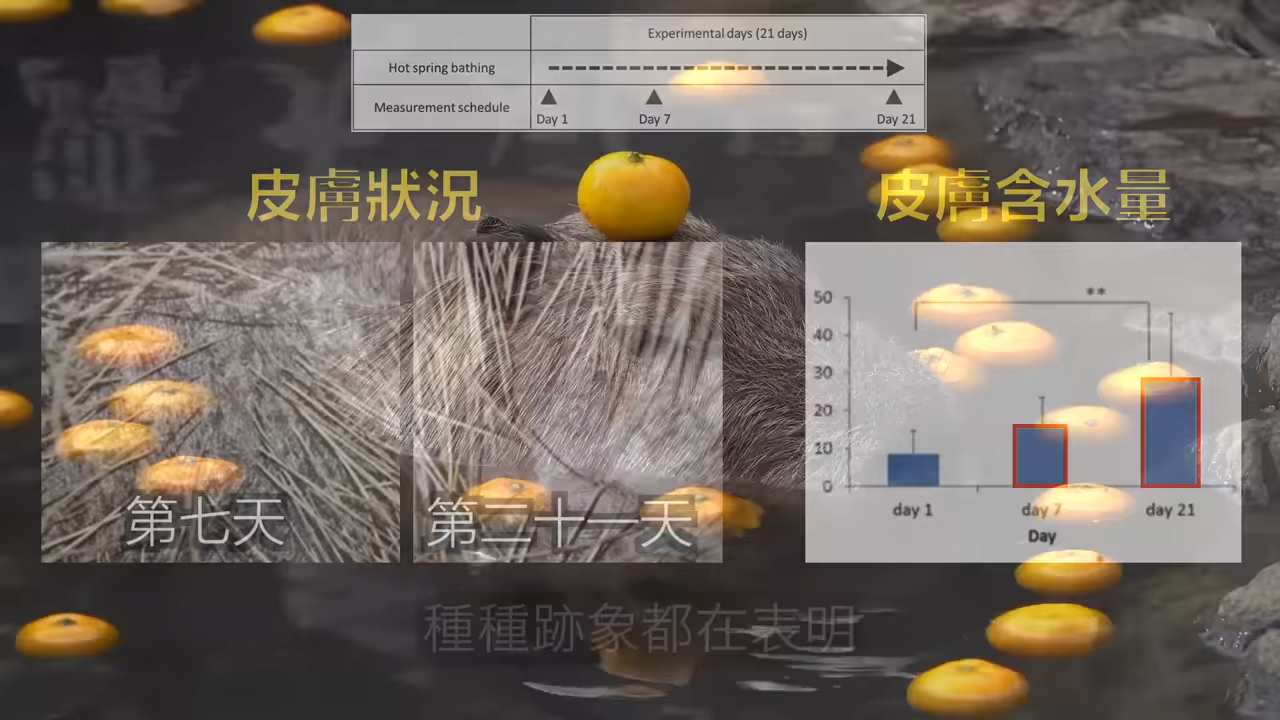 Experimental days (21 days)
Hot spring bathing
Measurement schedule
Day 1
Day 7
Day 21
皮膚狀況
皮膚含水量
第七天
第二十一天
50
40
30
20
10
0
**
day 1
day 7
day 21
Day
種種跡象都在表明